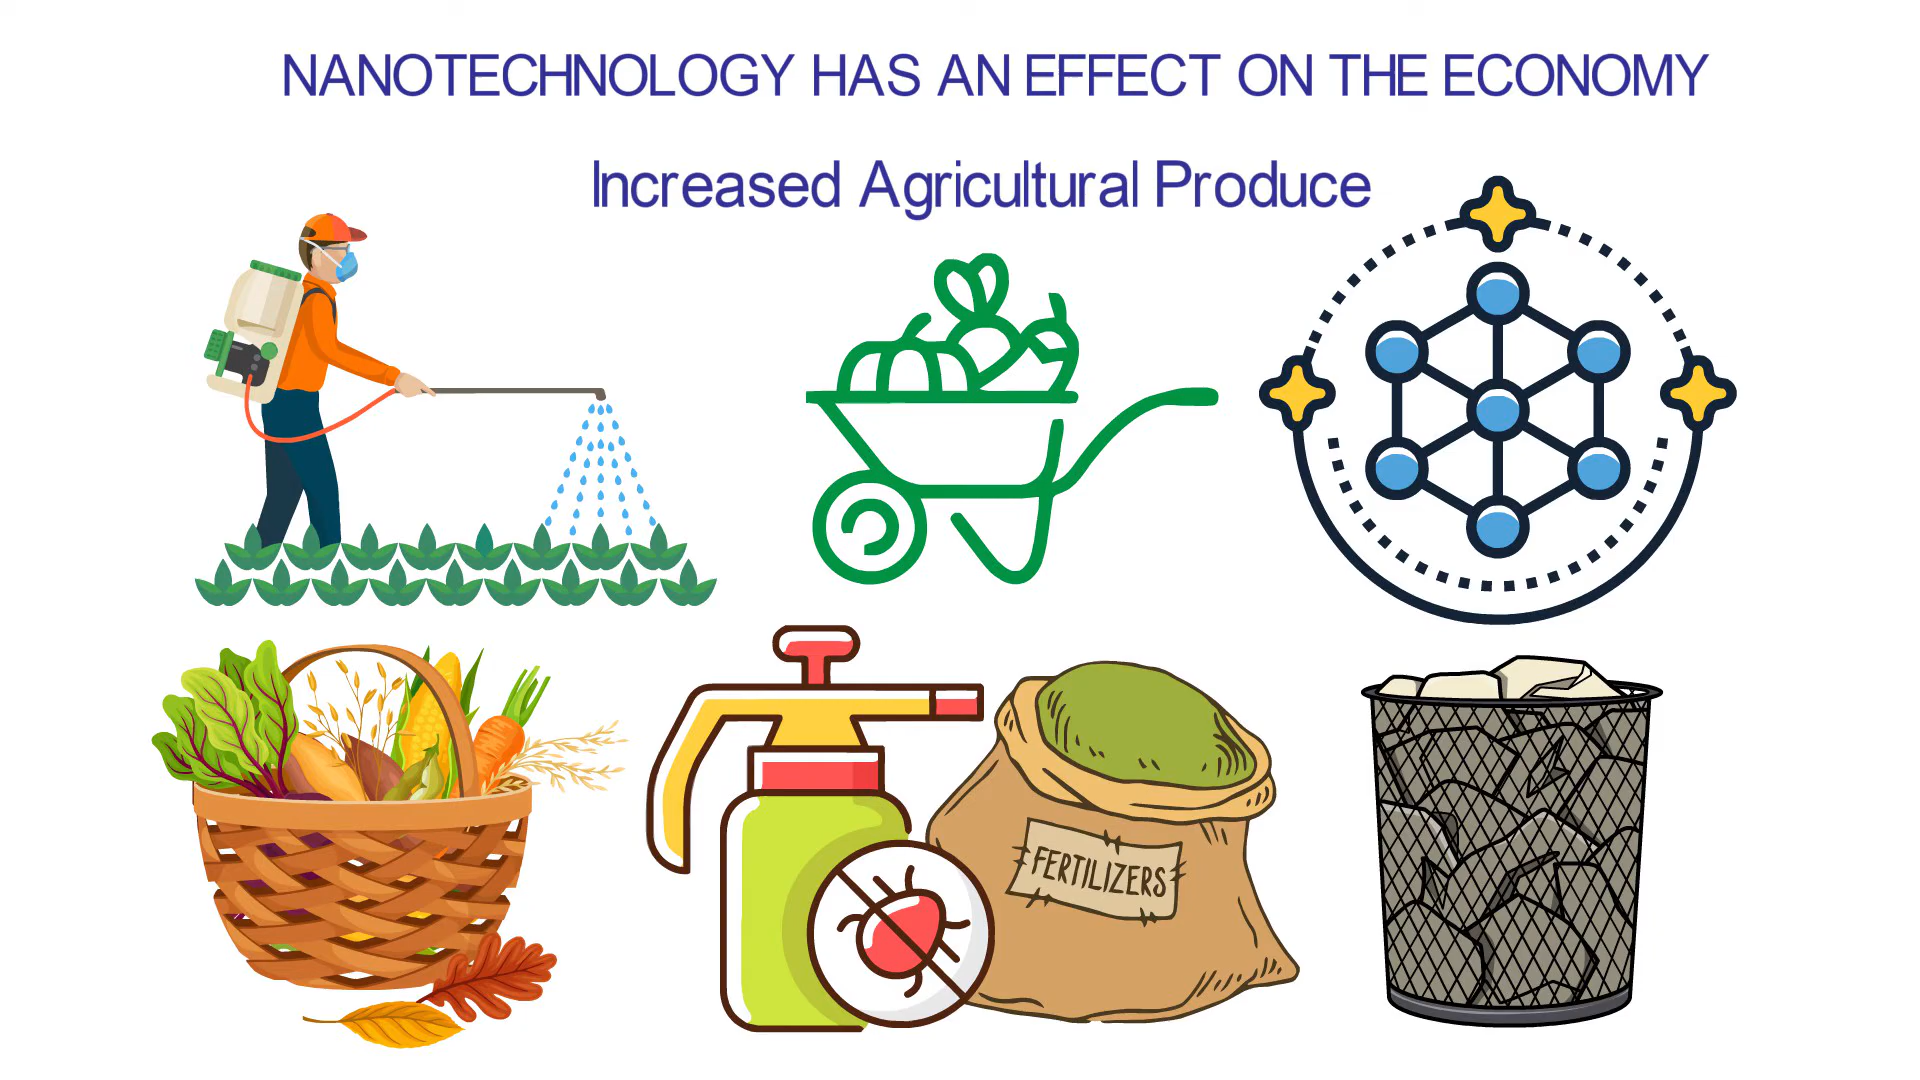 NANOTECHNOLOGY HAS AN EFFECT ON THE ECONOMY
Increased Agricultural Produce
FERTILIZERS